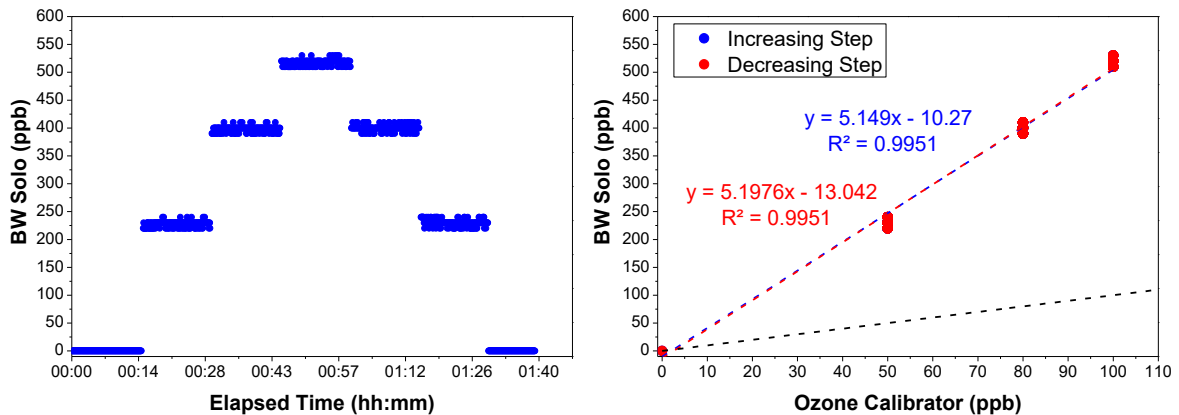 600
550
500
450
400
350
300
250
200
150
100
50
0
BW Solo (ppb)
00:00 00:14 00:28 00:43 00:57 01:12 01:26 01:40
Elapsed Time (hh:mm)
600
550
500
450
400
350
300
250
200
150
100
50
0
BW Solo (ppb)
Increasing Step
Decreasing Step
y = 5.149x - 10.27
R² = 0.9951
y = 5.1976x - 13.042
R² = 0.9951
0 10 20 30 40 50 60 70 80 90 100 110
Ozone Calibrator (ppb)